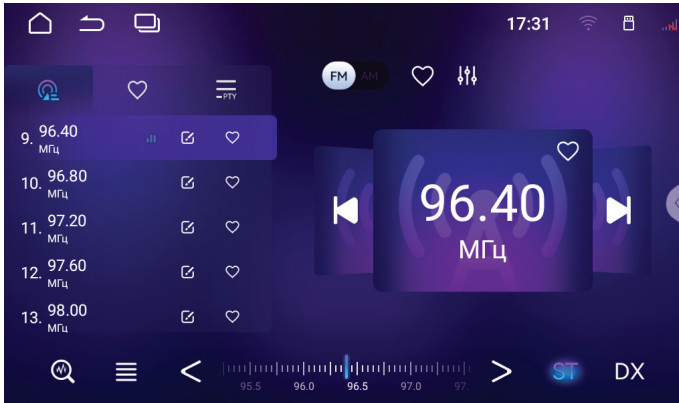 17:31
FM AM
PTY
9. 96.40
МГц
10. 96.80
МГц
11. 97.20
МГц
12. 97.60
МГц
13. 98.00
МГц
96.40
МГц
95.5 96.0 96.5 97.0 97.
ST DX